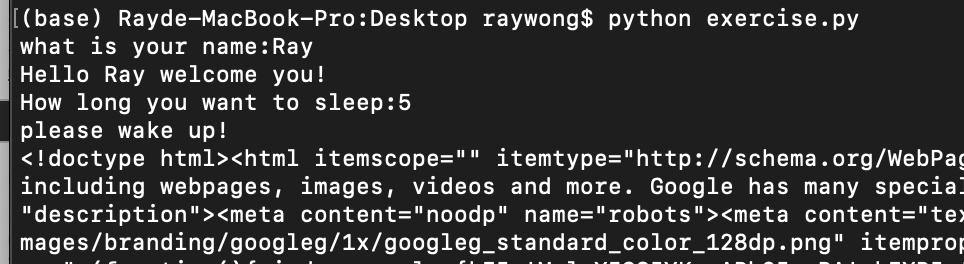 [(base) Rayde-MacBook-Pro:Desktop raywong$ python exercise.py
what is your name:Ray
Hello Ray welcome you!
How long you want to sleep:5
please wake up!
<!doctype html><html itemscope="" itemtype="http://schema.org/WebPag
including webpages, images, videos and more. Google has many special
"description"><meta content="noodp" name="robots"><meta content="tex
mages/branding/googleg/1x/googleg_standard_color_128dp.png" itemprop